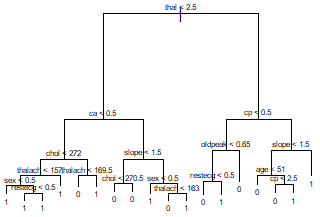 thal < 2.5
ca < 0.5
cp < 0.5
chol < 272
slope < 1.5
oldpeak < 0.65
slope < 1.5
thalach < 157
thalach < 169.5
chol < 270.5
sex < 0.5
restecg < 0.5
age < 51
sex < 0.5
restecg < 0.5
thalach < 163
cp < 2.5
0 1
0 0
1
0 1
0
0
1
1 1
1 1
0 1
0 1